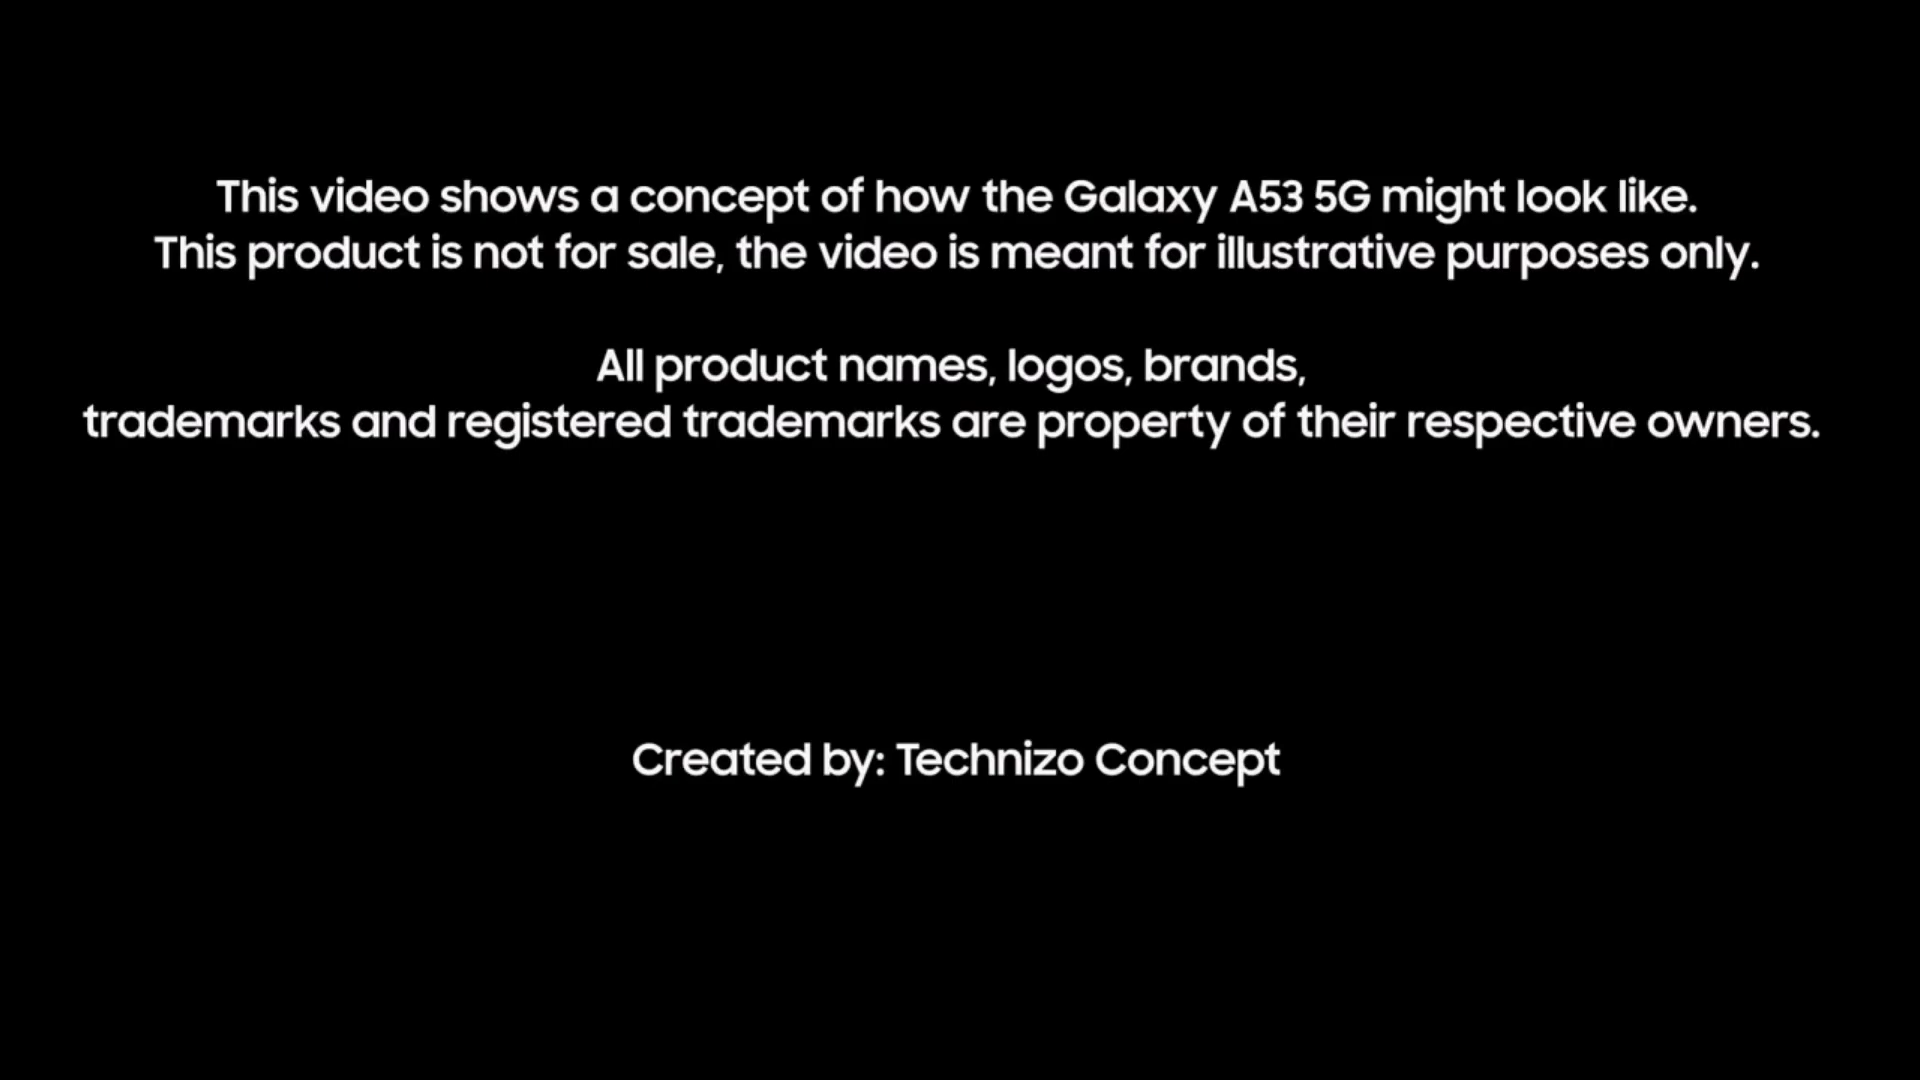 This video shows a concept of how the Galaxy A53 5G might look like.
This product is not for sale, the video is meant for illustrative purposes only.
All product names, logos, brands,
trademarks and registered trademarks are property of their respective owners.
Created by: Technizo Concept